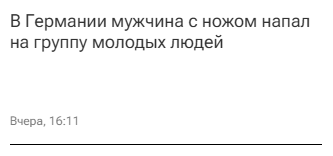 В Германии мужчина с ножом напал
на группу молодых людей
Вчера, 16:11